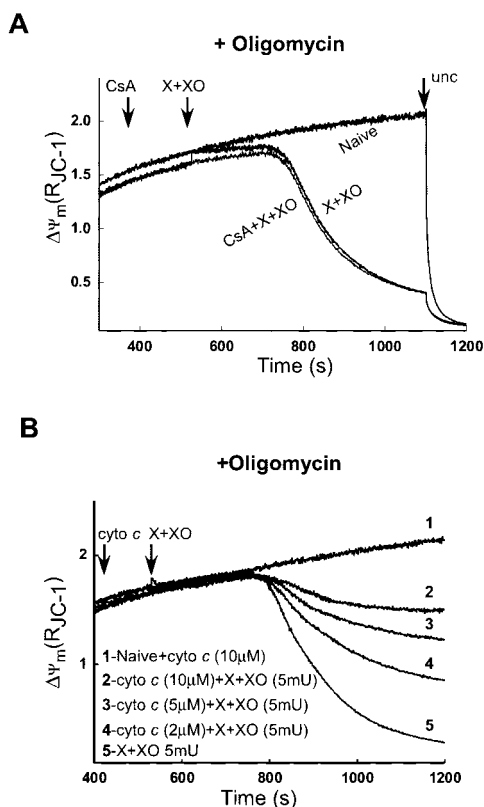 A
+ Oligomycin
CsA X+XO unc
ΔΨm(RJC-1)
2.0
1.5
1.0
0.5
Naive
CsA+X+XO
X+XO
400 600 800 1000 1200
Time (s)
B
+Oligomycin
cyto c X+XO
ΔΨm(RJC-1)
2
1
1
2
3
4
5
1-Naive+cyto c (10μM)
2-cyto c (10μM)+X+XO (5mU)
3-cyto c (5μM)+X+XO (5mU)
4-cyto c (2μM)+X+XO (5mU)
5-X+XO 5mU
400 600 800 1000 1200
Time (s)